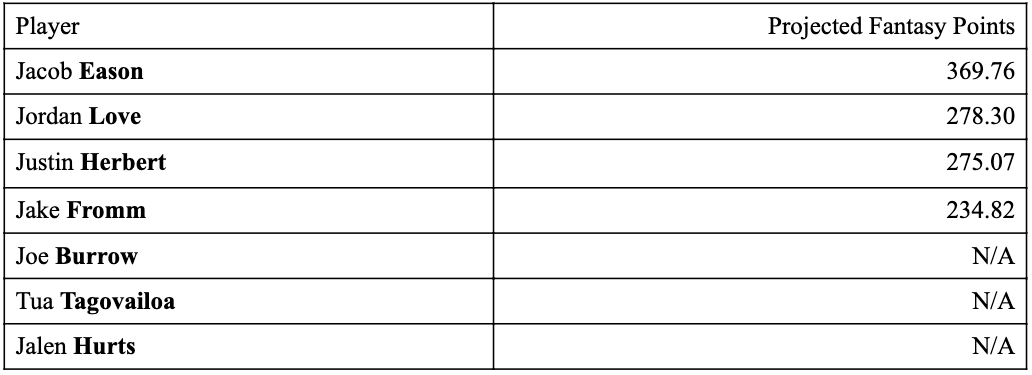 Player Projected Fantasy Points
Jacob Eason 369.76
Jordan Love 278.30
Justin Herbert 275.07
Jake Fromm 234.82
Joe Burrow N/A
Tua Tagovailoa N/A
Jalen Hurts N/A